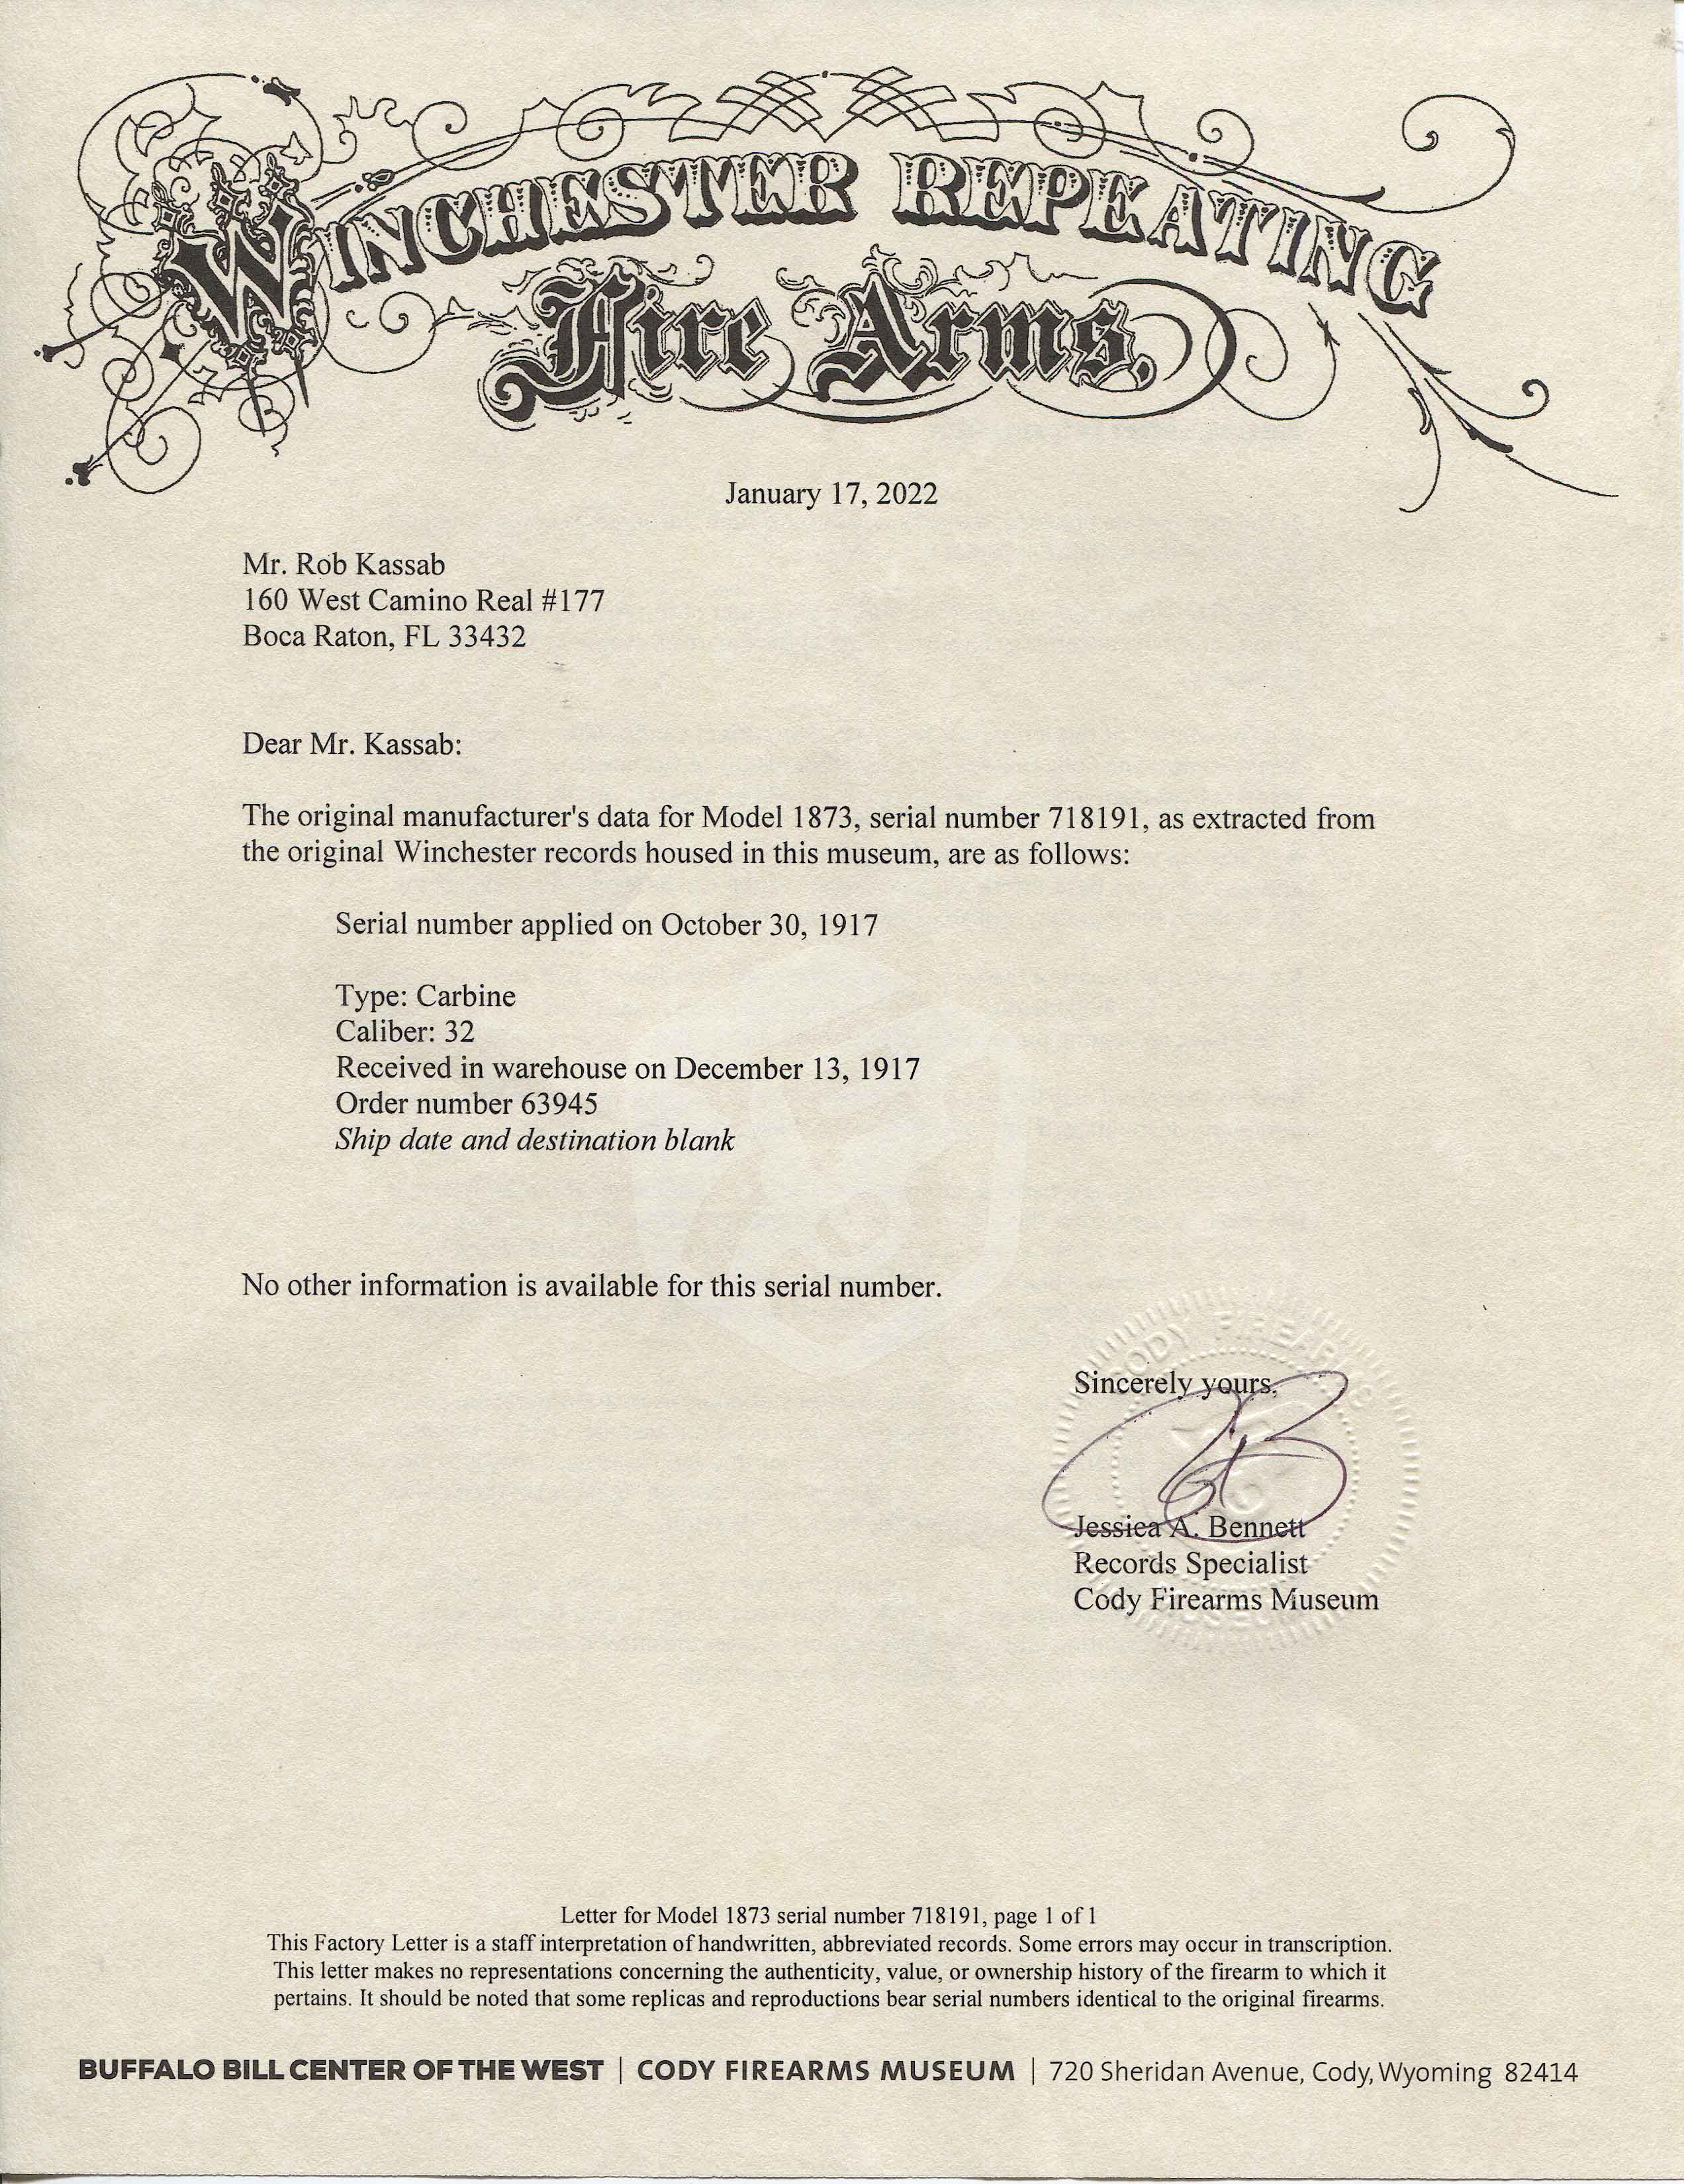 WINCHESTER REPEATING
Fire Arms,
January 17, 2022
Mr. Rob Kassab
160 West Camino Real #177
Boca Raton, FL 33432
Dear Mr. Kassab:
The original manufacturer's data for Model 1873, serial number 718191, as extracted from
the original Winchester records housed in this museum, are as follows:
Serial number applied on October 30, 1917
Type: Carbine
Caliber: 32
Received in warehouse on December 13, 1917
Order number 63945
Ship date and destination blank
No other information is available for this serial number.
CODY FIREARMS
Sincerely yours,
Jessica A. Bennett
Records Specialist
Cody Firearms Museum
Letter for Model 1873 serial number 718191, page 1 of 1
This Factory Letter is a staff interpretation of handwritten, abbreviated records. Some errors may occur in transcription.
This letter makes no representations concerning the authenticity, value, or ownership history of the firearm to which it
pertains. It should be noted that some replicas and reproductions bear serial numbers identical to the original firearms.
BUFFALO BILL CENTER OF THE WEST | CODY FIREARMS MUSEUM | 720 Sheridan Avenue, Cody, Wyoming 82414